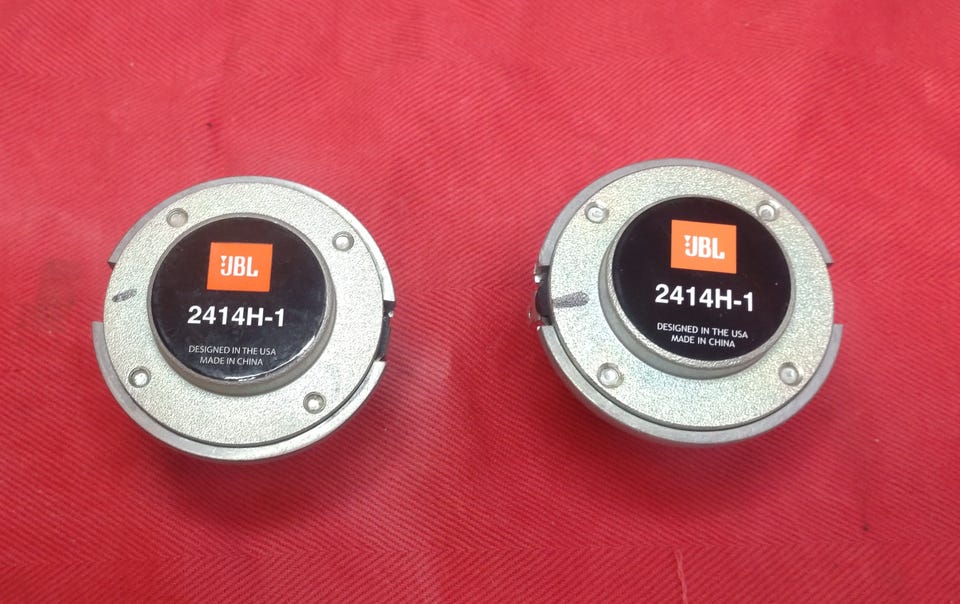 JBL
2414H-1
DESIGNED IN THE USA
MADE IN CHINA
JBL
2414H-1
DESIGNED IN THE USA
MADE IN CHINA